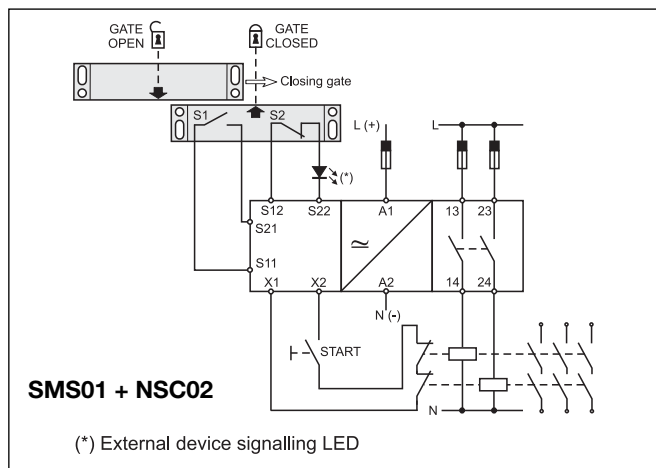 GATE OPEN
GATE CLOSED
Closing gate
S1
S2
L (+)
L
(*)
S12
S22
A1
13
23
S21
≃
S11
X1
X2
A2
14
24
N (-)
START
SMS01 + NSC02
N
(*) External device signalling LED